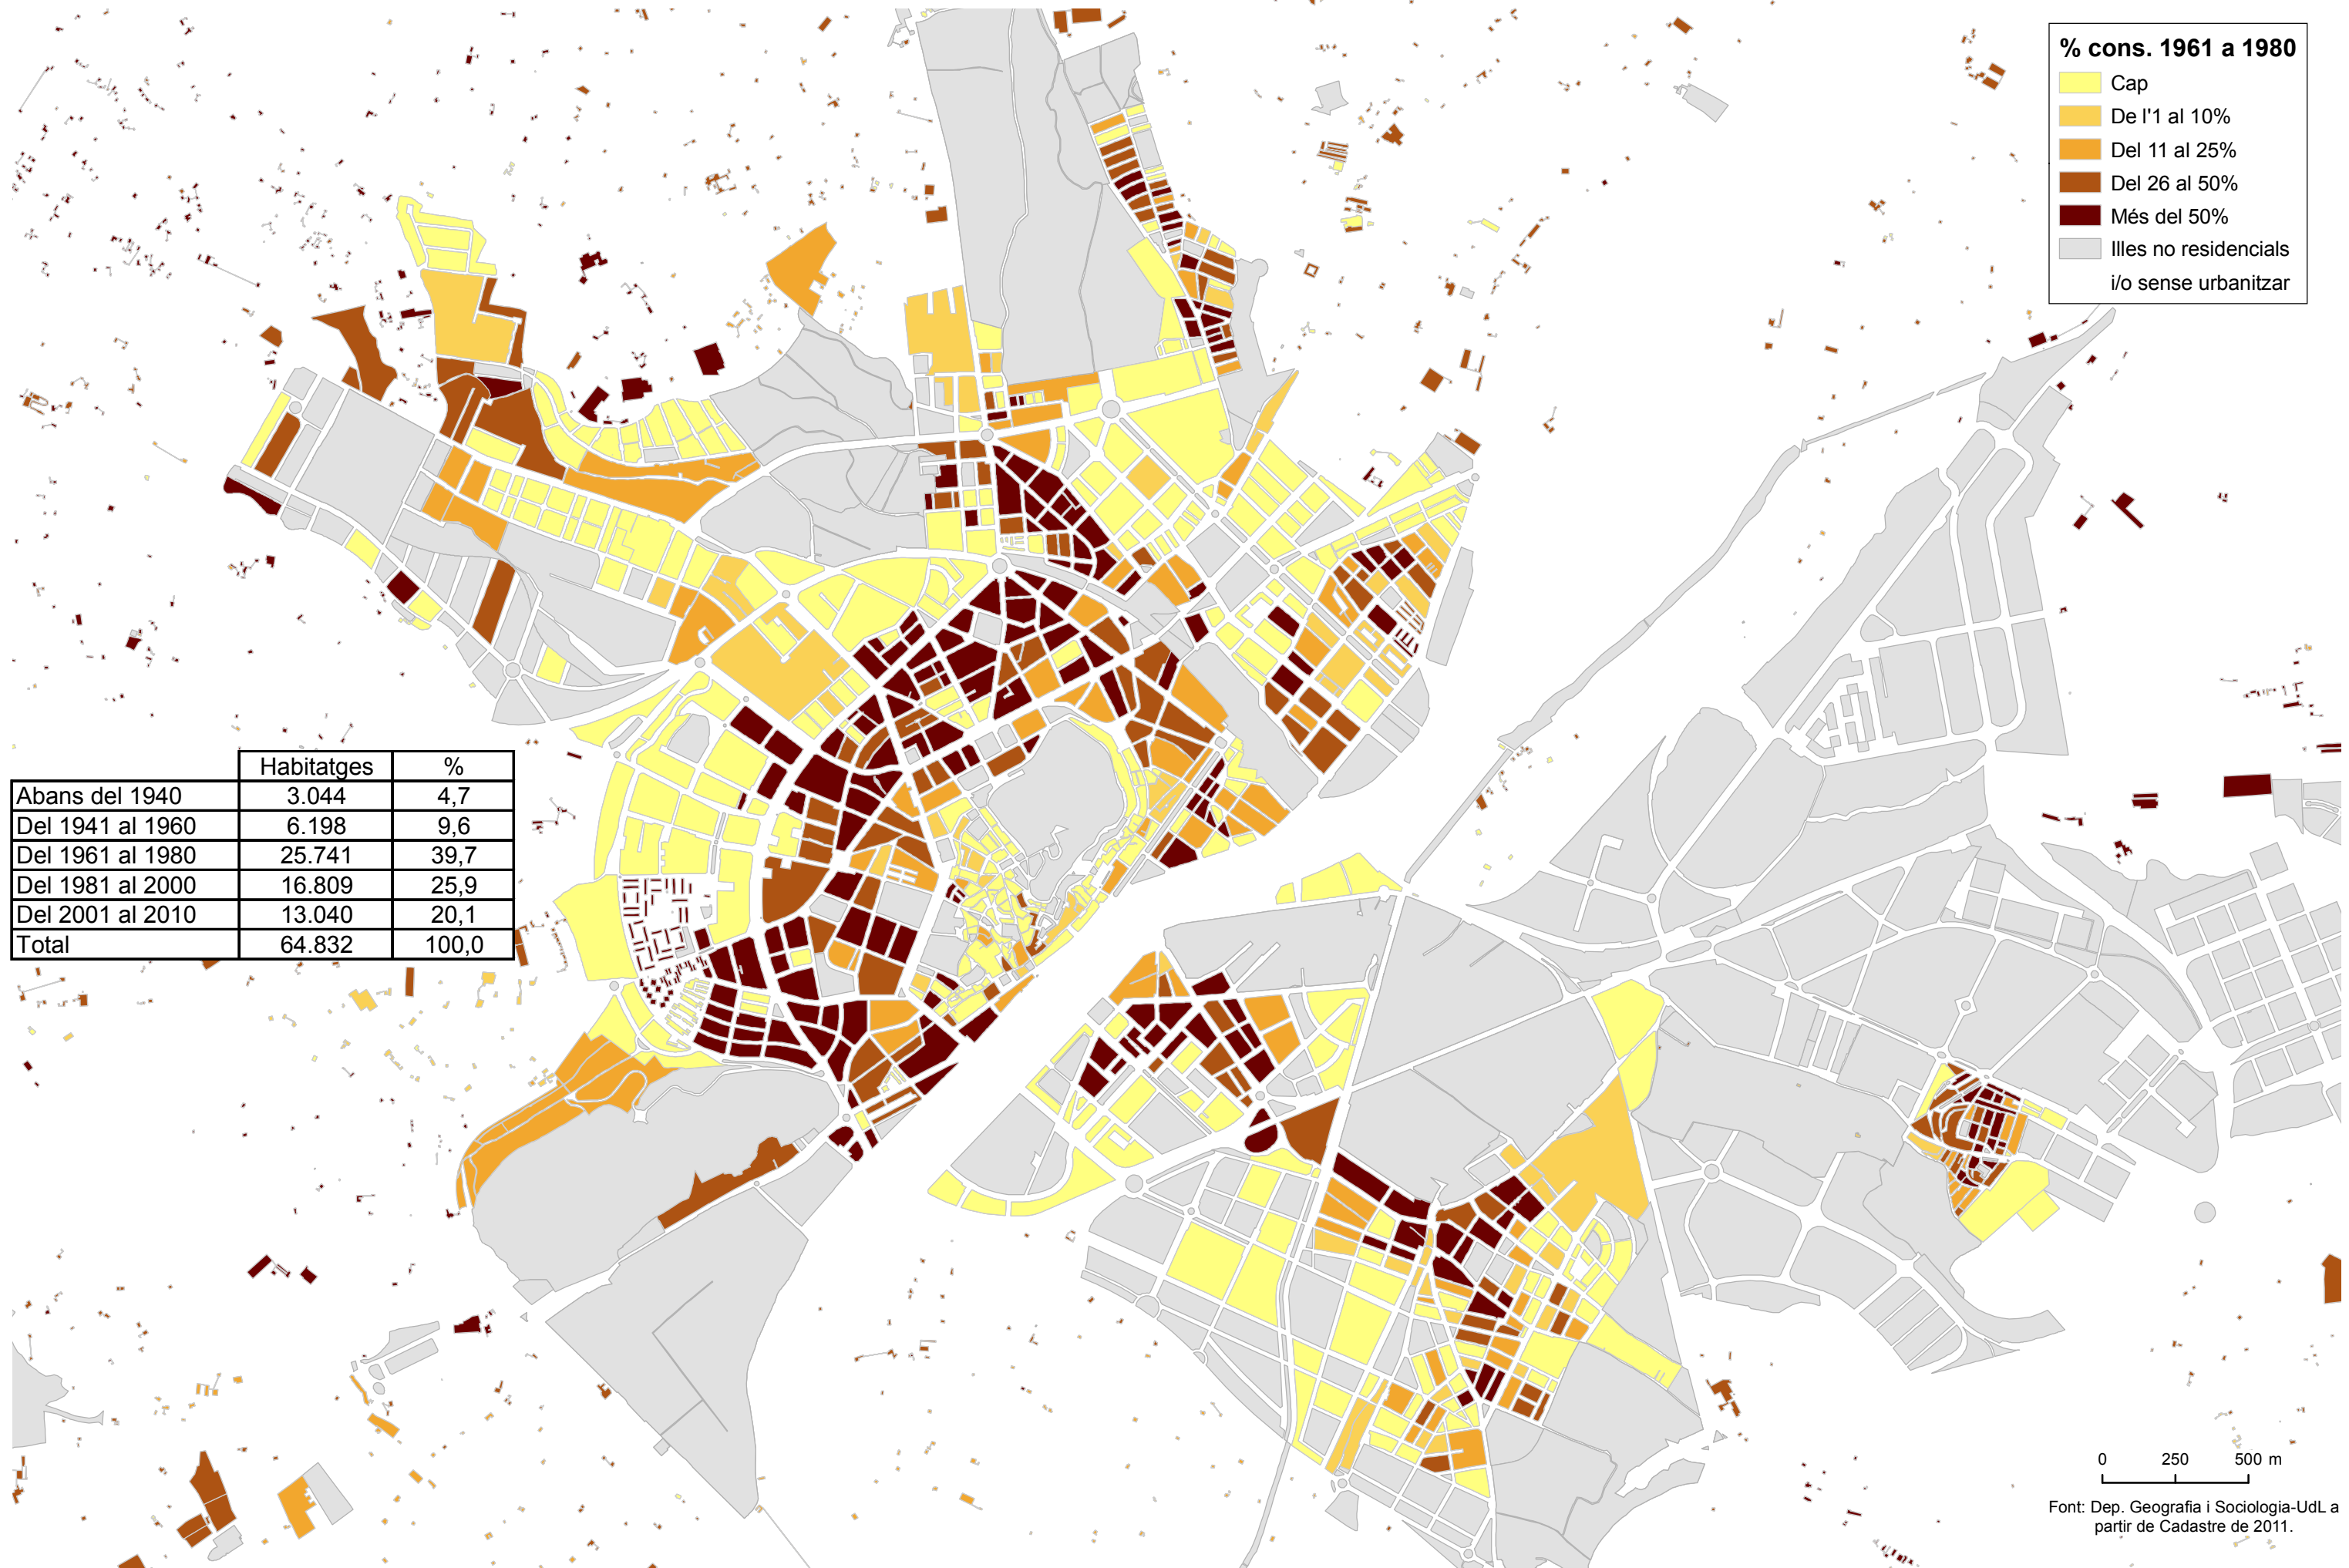 % cons. 1961 a 1980
Cap
De l'1 al 10%
Del 11 al 25%
Del 26 al 50%
Més del 50%
Illes no residencials
i/o sense urbanitzar
Habitatges %
Abans del 1940 3.044 4,7
Del 1941 al 1960 6.198 9,6
Del 1961 al 1980 25.741 39,7
Del 1981 al 2000 16.809 25,9
Del 2001 al 2010 13.040 20,1
Total 64.832 100,0
0 250 500 m
Font: Dep. Geografia i Sociologia-UdL a
partir de Cadastre de 2011.